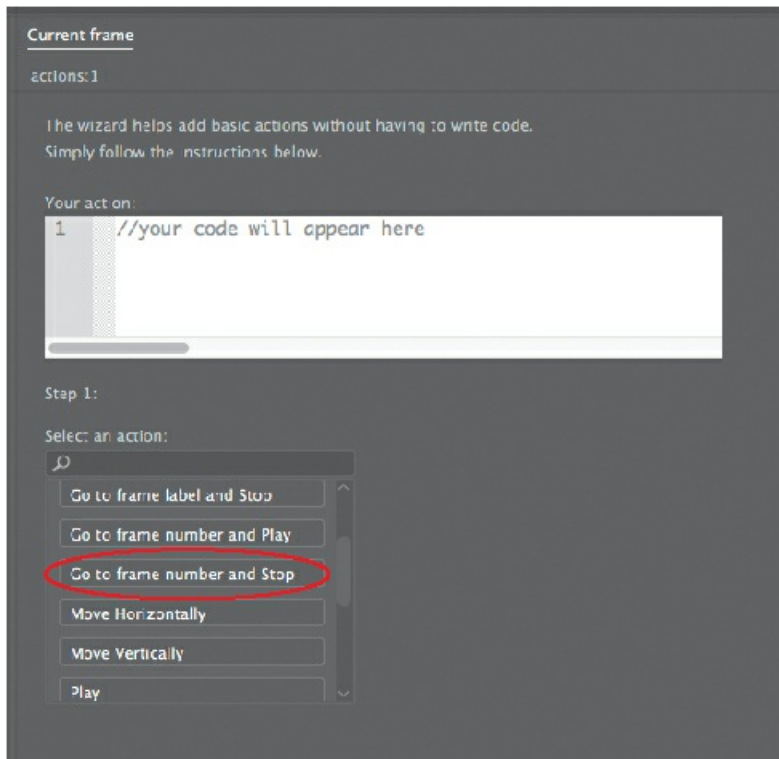 Current frame
actions:1
The wizard helps add basic actions without having to write code.
Simply follow the instructions below.
Your action:
1 //your code will appear here
Step 1:
Select an action:
Go to frame label and Stop
Go to frame number and Play
Go to frame number and Stop
Move Horizontally
Move Vertically
Play